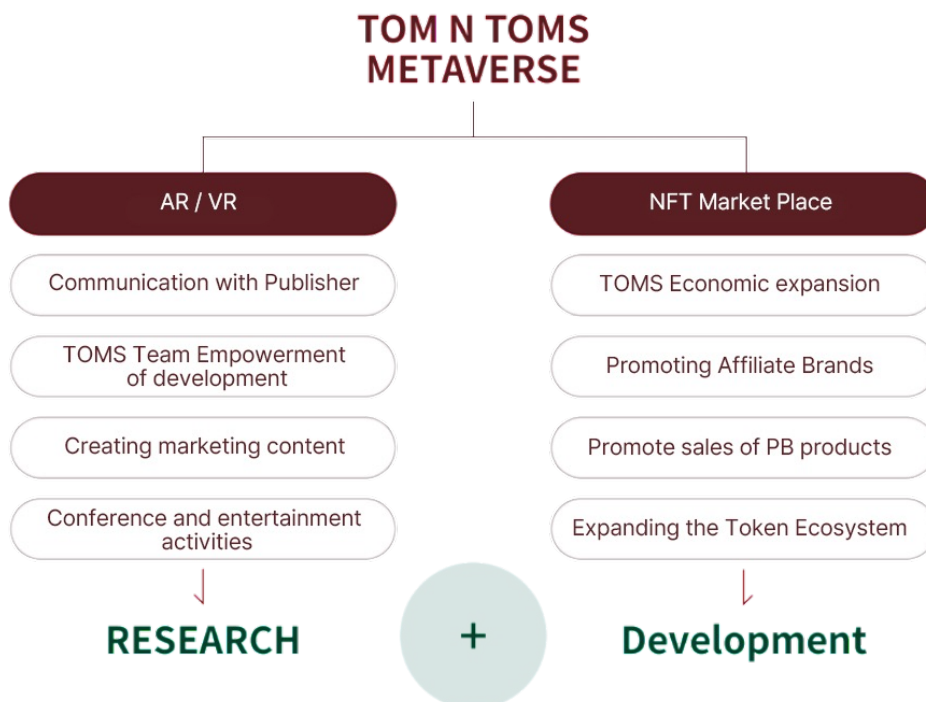 TOM N TOMS
METAVERSE
AR / VR
Communication with Publisher
TOMS Team Empowerment
of development
Creating marketing content
Conference and entertainment
activities
RESEARCH
+
NFT Market Place
TOMS Economic expansion
Promoting Affiliate Brands
Promote sales of PB products
Expanding the Token Ecosystem
Development